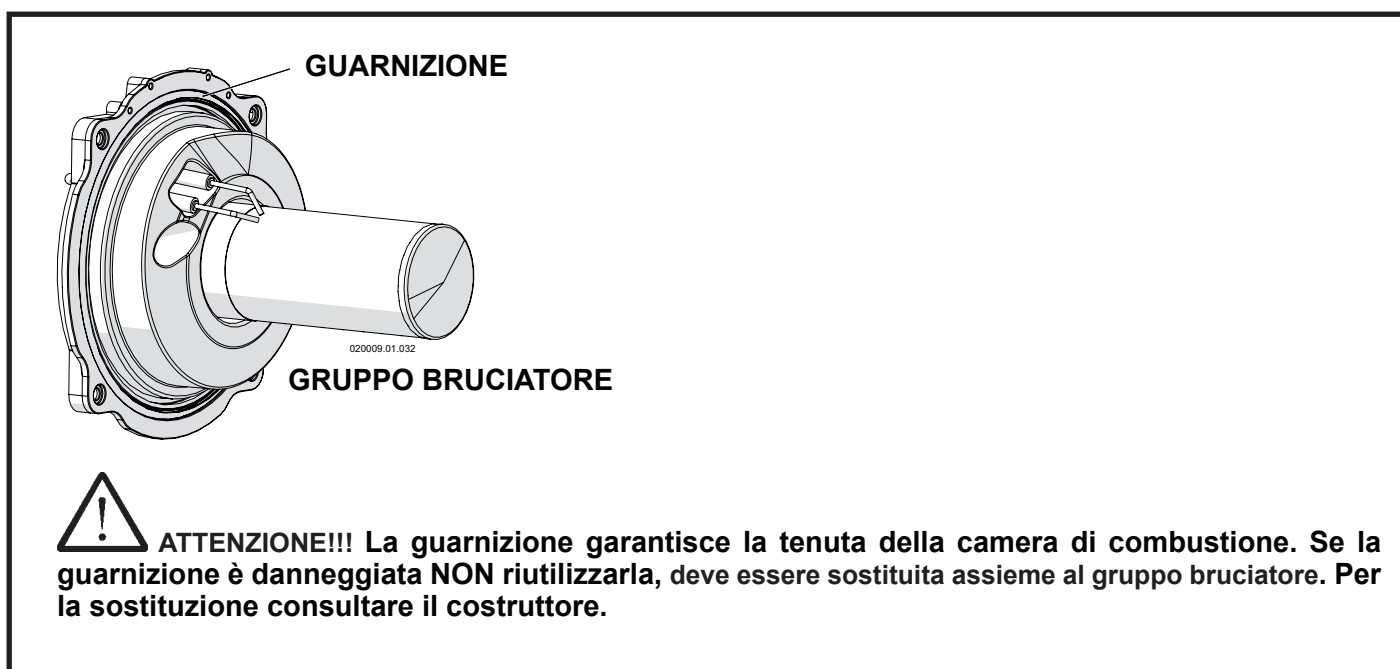 GUARNIZIONE
020009.01.032
GRUPPO BRUCIATORE
ATTENZIONE!!! La guarnizione garantisce la tenuta della camera di combustione. Se la
guarnizione è danneggiata NON riutilizzarla, deve essere sostituita assieme al gruppo bruciatore. Per
la sostituzione consultare il costruttore.